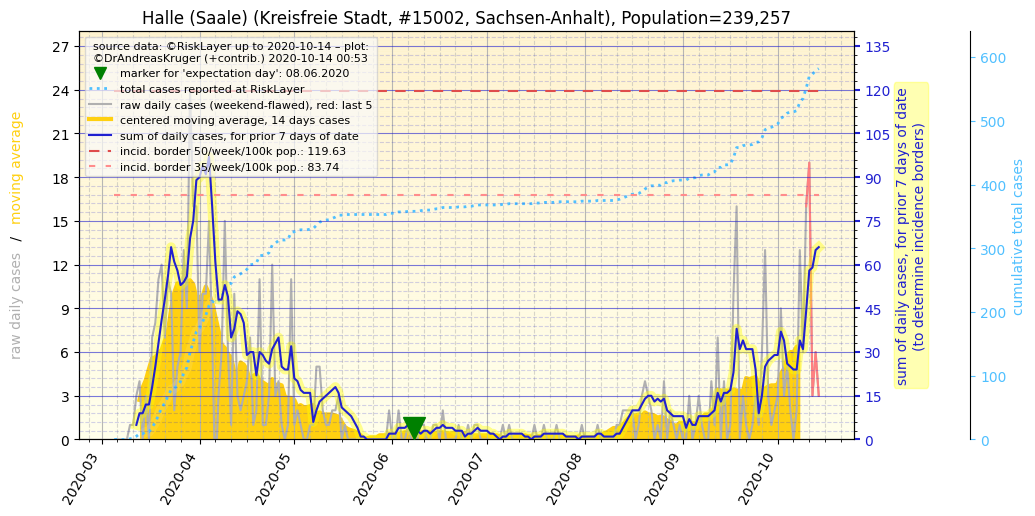 Halle (Saale) (Kreisfreie Stadt, #15002, Sachsen-Anhalt), Population=239,257
source data: ©RiskLayer up to 2020-10-14 – plot:
©DrAndreasKruger (+contrib.) 2020-10-14 00:53
marker for 'expectation day': 08.06.2020
total cases reported at RiskLayer
raw daily cases (weekend-flawed), red: last 5
centered moving average, 14 days cases
sum of daily cases, for prior 7 days of date
incid. border 50/week/100k pop.: 119.63
incid. border 35/week/100k pop.: 83.74
raw daily cases / moving average
27
24
21
18
15
12
9
6
3
0
135
120
105
90
75
60
45
30
15
0
sum of daily cases, for prior 7 days of date
(to determine incidence borders)
600
500
400
300
200
100
0
cumulative total cases
2020-03
2020-04
2020-05
2020-06
2020-07
2020-08
2020-09
2020-10